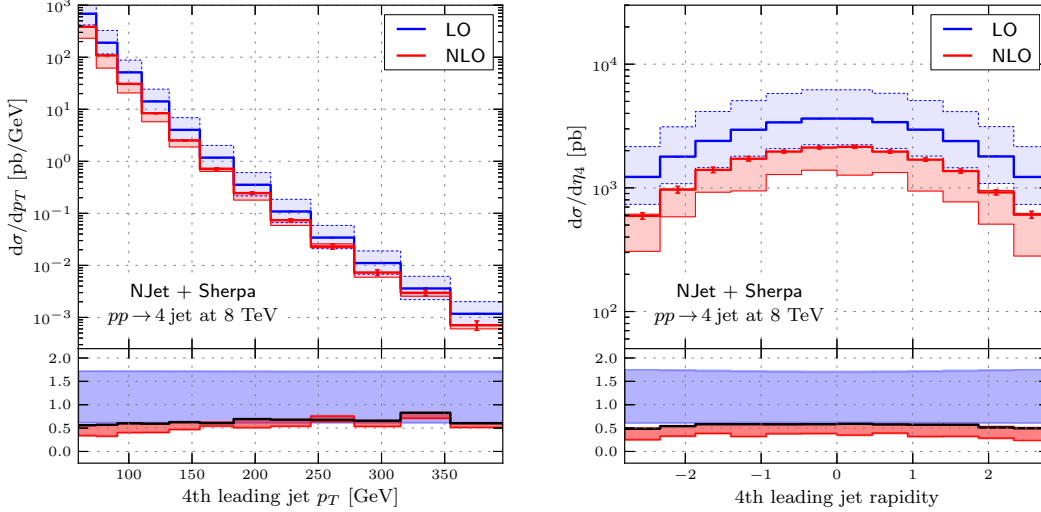 10³
10²
10¹
10⁰
10⁻¹
10⁻²
10⁻³
dσ/dp_T [pb/GeV]
LO
NLO
NJet + Sherpa
pp → 4 jet at 8 TeV
2.0
1.5
1.0
0.5
0.0
100 150 200 250 300 350
4th leading jet p_T [GeV]
10⁴
10³
10²
dσ/dη₄ [pb]
LO
NLO
NJet + Sherpa
pp → 4 jet at 8 TeV
2.0
1.5
1.0
0.5
0.0
−2 −1 0 1 2
4th leading jet rapidity